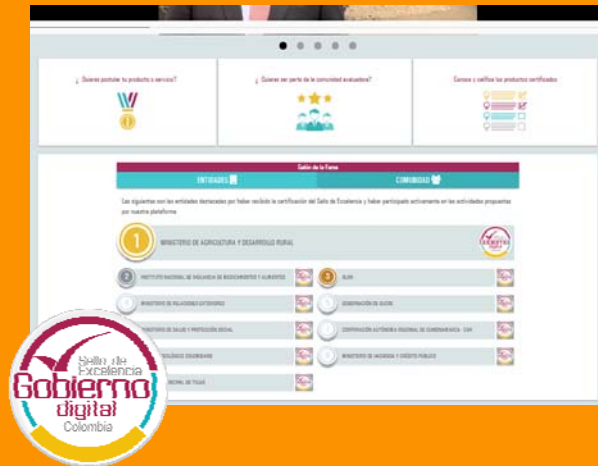 ¿ Quieres postular tu producto o servicio?
¿ Quieres ser parte de la comunidad evaluadora?
Conoce y califica los productos certificados
Salón de la Fama
ENTIDADES
COMUNIDAD
Las siguientes son las entidades destacadas por haber recibido la certificación del Sello de Excelencia y haber participado activamente en las actividades propuestas
por nuestra plataforma
1
MINISTERIO DE AGRICULTURA Y DESARROLLO RURAL
2
INSTITUTO NACIONAL DE VIGILANCIA DE MEDICAMENTOS Y ALIMENTOS
3
MINISTERIO DE RELACIONES EXTERIORES
GOBERNACIÓN DE SUCRE
MINISTERIO DE SALUD Y PROTECCIÓN SOCIAL
CORPORACIÓN AUTÓNOMA REGIONAL DE CUNDINAMARCA - CAR
COLOMBIANO
MINISTERIO DE HACIENDA Y CRÉDITO PÚBLICO
Sello de
Excelencia
Gobierno
digital
Colombia